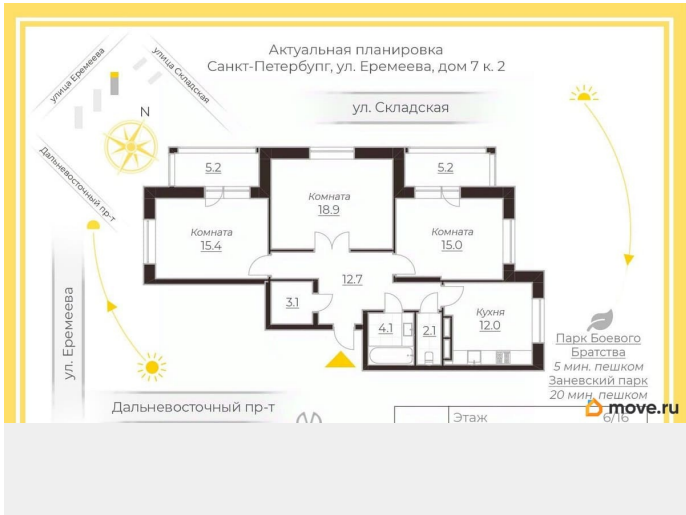 Актуальная планировка
Санкт-Петербупг, ул. Еремеева, дом 7 к. 2
улица Еремеева
улица Складская
ул. Складская
N
Дальневосточный пр-т
5.2
5.2
Комната
18.9
Комната
15.4
Комната
15.0
12.7
3.1
4.1
2.1
Кухня
12.0
ул. Еремеева
Парк Боевого
Братства
5 мин. пешком
Заневский парк
20 мин. пешком
move.ru
Дальневосточный пр-т
Этаж 6/16